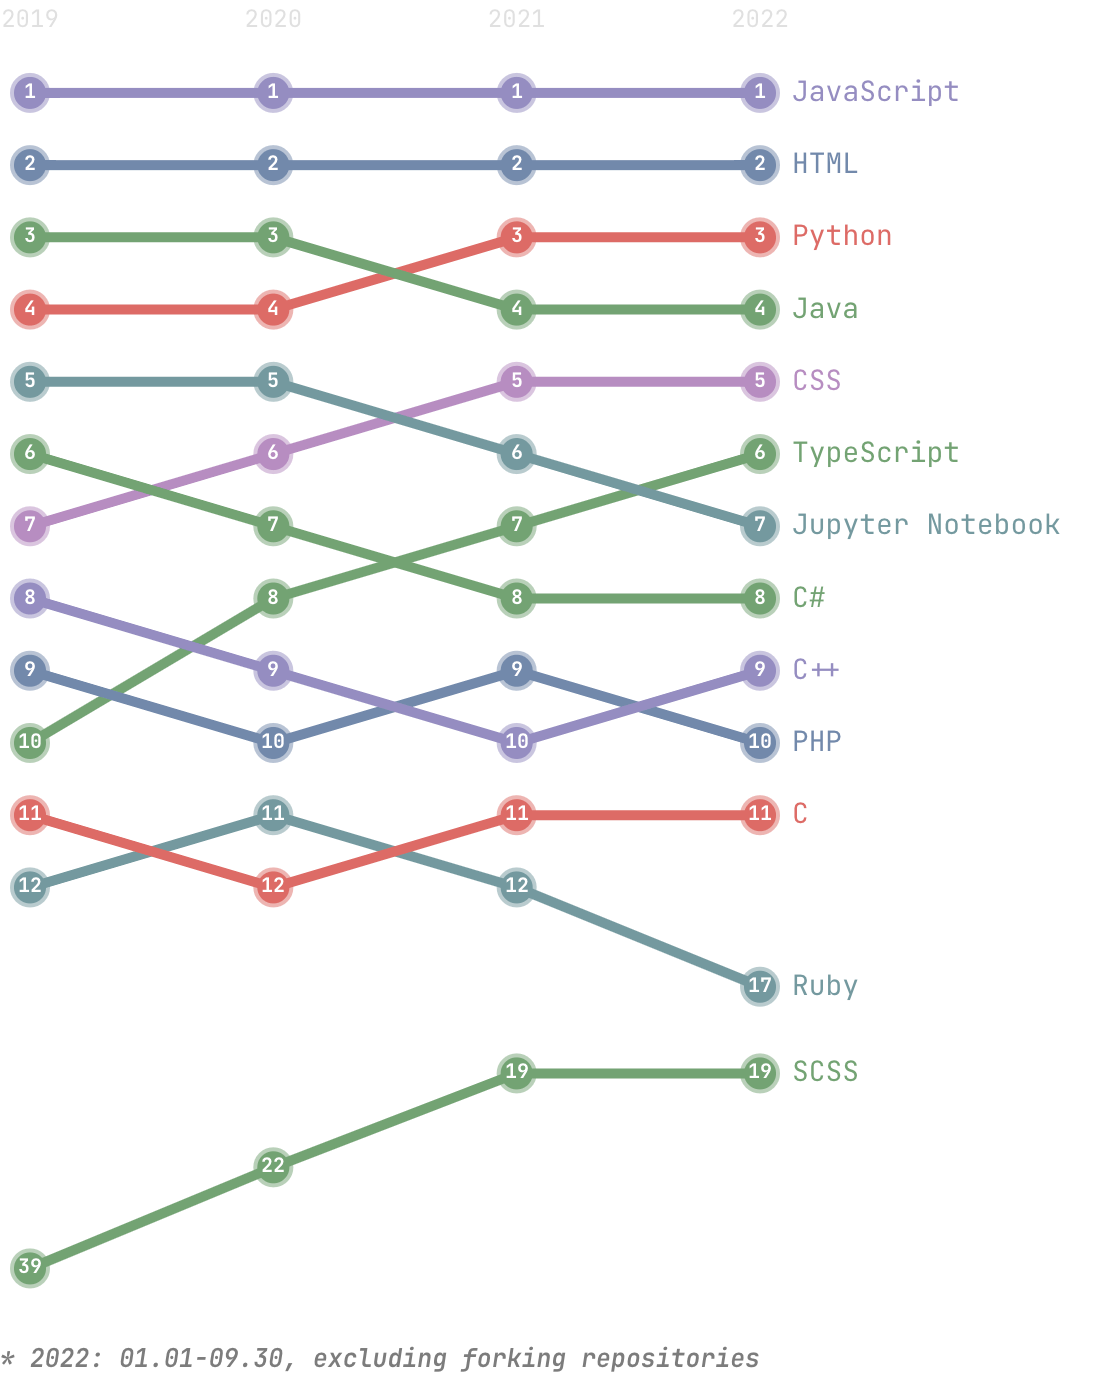 2019 2020 2021 2022
1 1 1 1 JavaScript
2 2 2 2 HTML
3 3 3 3 Python
4 4 4 4 Java
5 5 5 5 CSS
6 6 6 6 TypeScript
7 7 7 7 Jupyter Notebook
8 8 8 8 C#
9 9 9 9 C++
10 10 10 10 PHP
11 11 11 11 C
12 12 12
17 Ruby
19 19 SCSS
22
39
* 2022: 01.01-09.30, excluding forking repositories